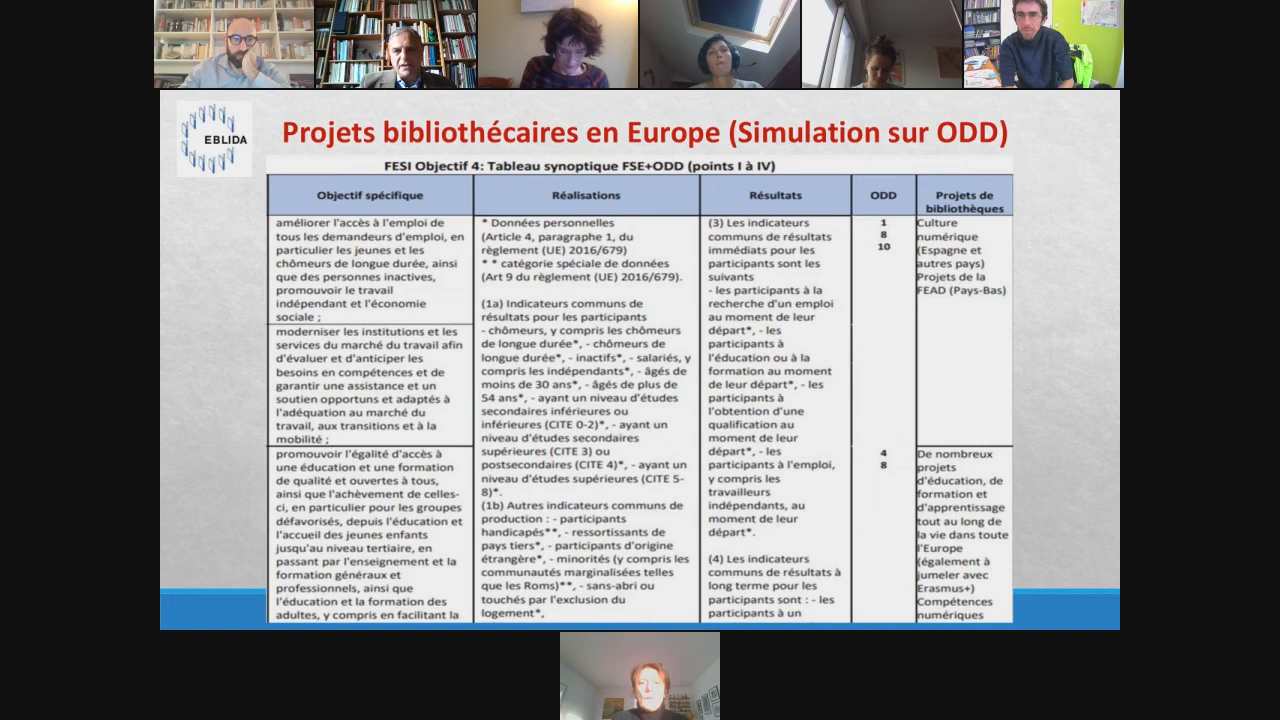 EBLIDA
Projets bibliothécaires en Europe (Simulation sur ODD)
FESI Objectif 4: Tableau synoptique FSE+ODD (points I à IV)
Objectif spécifique
Réalisations
Résultats
ODD
Projets de
bibliothèques
améliorer l'accès à l'emploi de
tous les demandeurs d'emploi, en
particulier les jeunes et les
chômeurs de longue durée, ainsi
que des personnes inactives,
promouvoir le travail
indépendant et l'économie
sociale ;
moderniser les institutions et les
services du marché du travail afin
d'évaluer et d'anticiper les
besoins en compétences et de
garantir une assistance et un
soutien opportuns et adaptés à
l'adéquation au marché du
travail, aux transitions et à la
mobilité ;
promouvoir l'égalité d'accès à
une éducation et une formation
de qualité et ouvertes à tous,
ainsi que l'achèvement de celles-
ci, en particulier pour les groupes
défavorisés, depuis l'éducation et
l'accueil des jeunes enfants
jusqu'au niveau tertiaire, en
passant par l'enseignement et la
formation généraux et
professionnels, ainsi que
l'éducation et la formation des
adultes, y compris en facilitant la
* Données personnelles
(Article 4, paragraphe 1, du
règlement (UE) 2016/679)
* * catégorie spéciale de données
(Art 9 du règlement (UE) 2016/679).
(1a) Indicateurs communs de
résultats pour les participants
- chômeurs, y compris les chômeurs
de longue durée*, - chômeurs de
longue durée*, - inactifs*, - salariés, y
compris les indépendants*, - âgés de
moins de 30 ans*, - âgés de plus de
54 ans*, - ayant un niveau d'études
secondaires inférieures ou
inférieures (CITE 0-2)*, - ayant un
niveau d'études secondaires
supérieures (CITE 3) ou
postsecondaires (CITE 4)*, - ayant un
niveau d'études supérieures (CITE 5-
8)*.
(1b) Autres indicateurs communs de
production : - participants
handicapés**, - ressortissants de
pays tiers*, - participants d'origine
étrangère*, - minorités (y compris les
communautés marginalisées telles
que les Roms)**, - sans-abri ou
touchés par l'exclusion du
logement*,
(3) Les indicateurs
communs de résultats
immédiats pour les
participants sont les
suivants
- les participants à la
recherche d'un emploi
au moment de leur
départ*, - les
participants à
l'éducation ou à la
formation au moment
de leur départ*, - les
participants à
l'obtention d'une
qualification au
moment de leur
départ*, - les
participants à l'emploi,
y compris les
travailleurs
indépendants, au
moment de leur
départ*.
(4) Les indicateurs
communs de résultats à
long terme pour les
participants sont : - les
participants à un
1
8
10
4
8
Culture
numérique
(Espagne et
autres pays)
Projets de la
FEAD (Pays-Bas)
De nombreux
projets
d'éducation, de
formation et
d'apprentissage
tout au long de
la vie dans toute
l'Europe
(également à
jumeler avec
Erasmus+)
Compétences
numériques